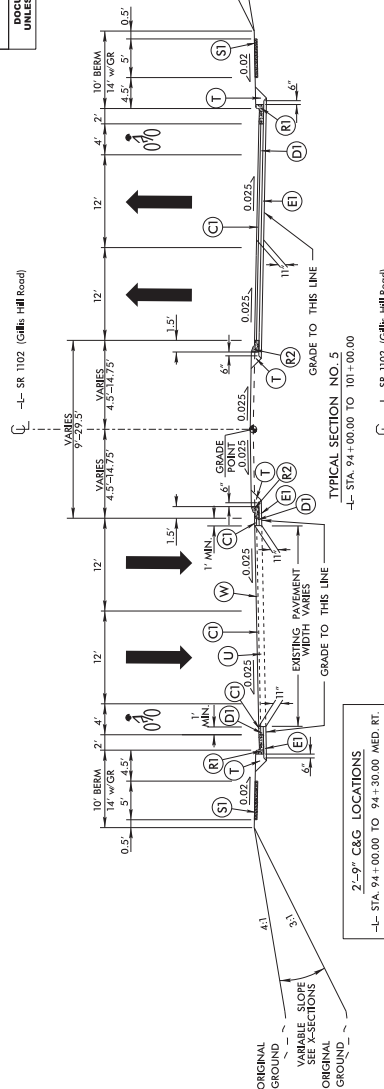 DOCU
UNLES
-L- SR 1102 (Gillis Hill Road)
℄
VARIES
9'-29.5'
0.5'
10' BERM
14' w/GR
5'
4.5'
2'
4'
12'
12'
VARIES
4.5'-14.75'
VARIES
4.5'-14.75'
12'
12'
4'
2'
4.5'
10' BERM
14' w/GR
5'
0.5'
1' MIN.
1.5'
1.5'
6"
6"
GRADE
POINT
S1
0.02
R1
T
D1
C1
U
C1
W
C1
0.025
0.025
T
R2
E1
D1
0.025
0.025
0.025
0.025
C1
T
R2
T
S1
0.02
R1
D1
E1
E1
6"
6"
11"
11"
11"
1' MIN.
EXISTING PAVEMENT
WIDTH VARIES
GRADE TO THIS LINE
GRADE TO THIS LINE
4:1
3:1
ORIGINAL
GROUND
VARIABLE SLOPE
SEE X-SECTIONS
ORIGINAL
GROUND
TYPICAL SECTION NO. 5
-L- STA. 94+00.00 TO 101+00.00
2'-9" C&G LOCATIONS
-L- STA. 94+00.00 TO 94+30.00 MED. RT.
℄
-L- SR 1102 (Gillis Hill Road)